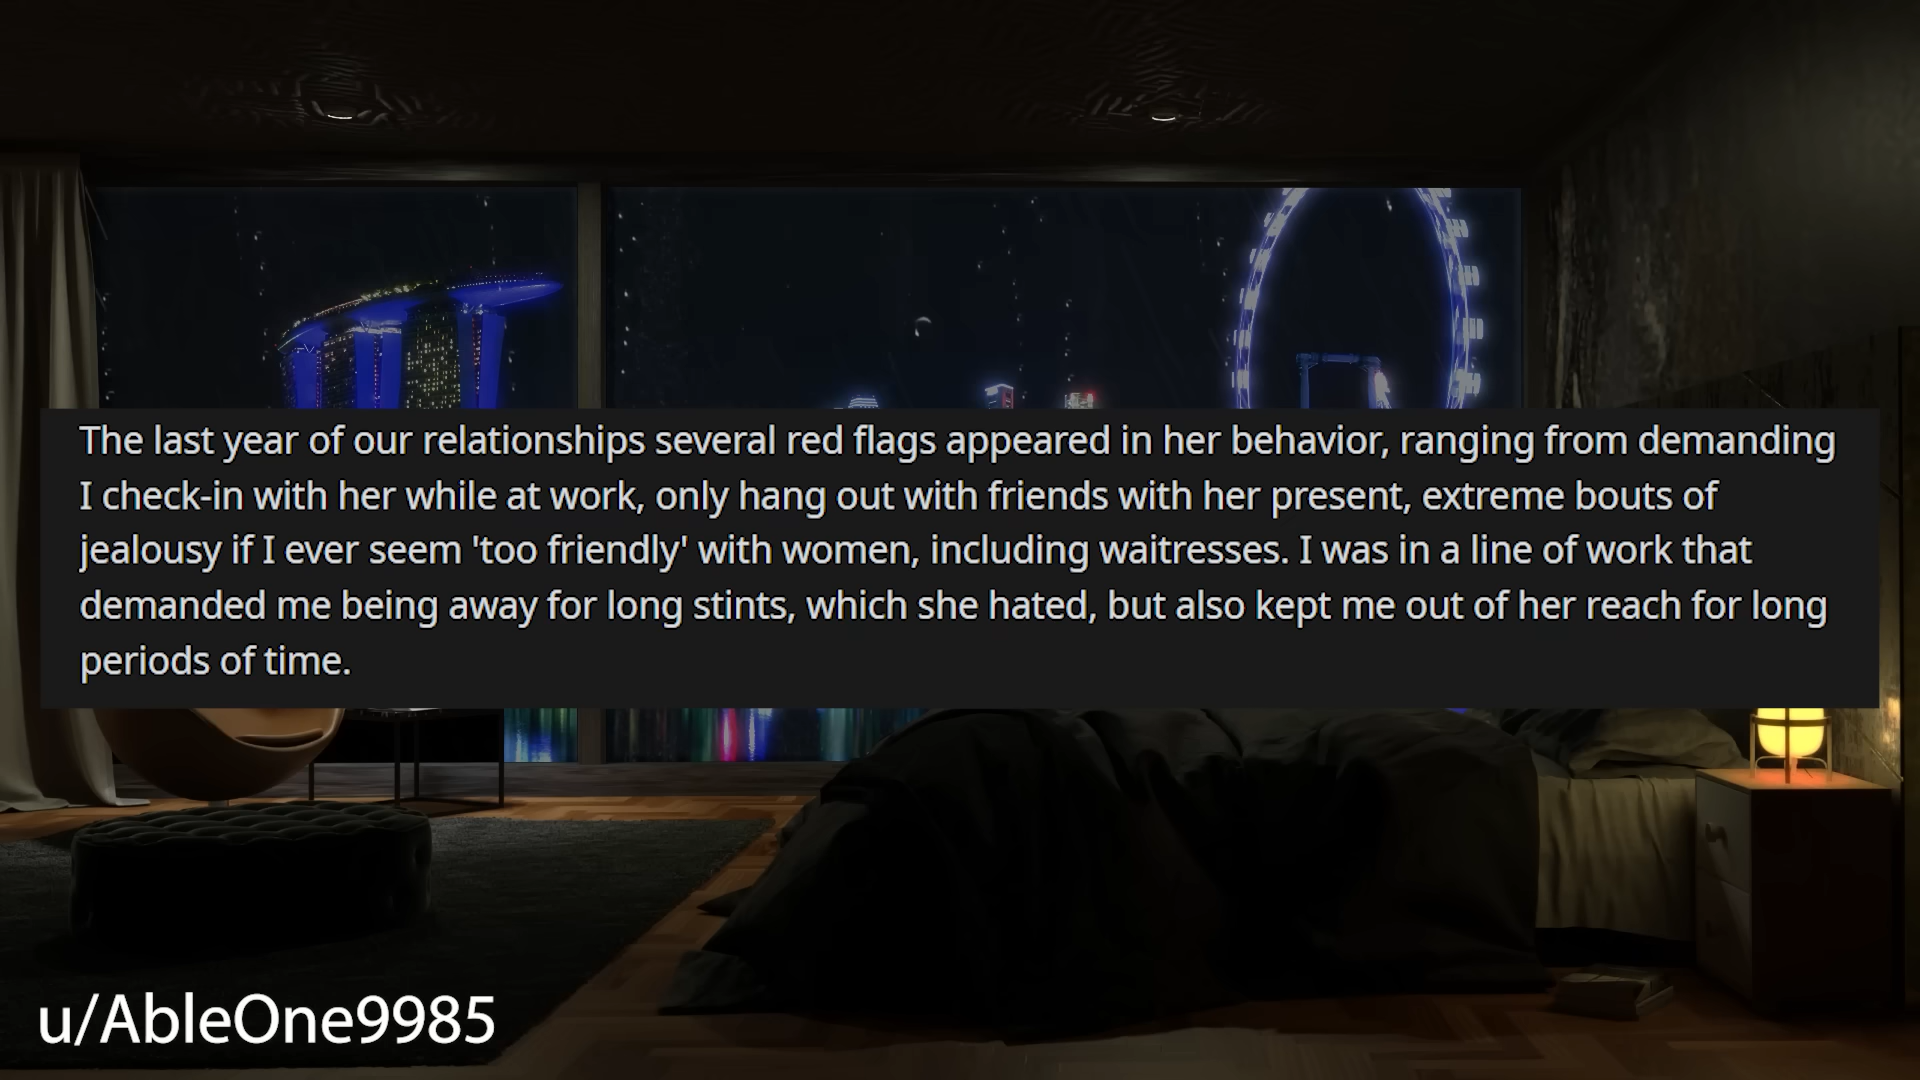 The last year of our relationships several red flags appeared in her behavior, ranging from demanding
I check-in with her while at work, only hang out with friends with her present, extreme bouts of
jealousy if I ever seem 'too friendly' with women, including waitresses. I was in a line of work that
demanded me being away for long stints, which she hated, but also kept me out of her reach for long
periods of time.
u/AbleOne9985